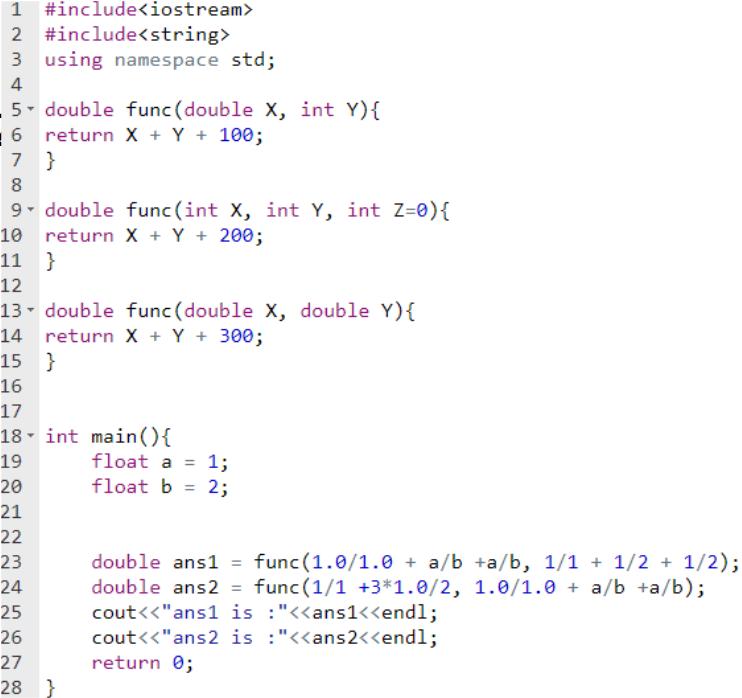 1 #include<iostream>
2 #include<string>
3 using namespace std;
4
5 double func(double X, int Y){
6 return X + Y + 100;
7 }
8
9 double func(int X, int Y, int Z=0){
10 return X + Y + 200;
11 }
12
13 double func(double X, double Y){
14 return X + Y + 300;
15 }
16
17
18 int main(){
19     float a = 1;
20     float b = 2;
21
22
23     double ans1 = func(1.0/1.0 + a/b +a/b, 1/1 + 1/2 + 1/2);
24     double ans2 = func(1/1 +3*1.0/2, 1.0/1.0 + a/b +a/b);
25     cout<<"ans1 is :"<<ans1<<endl;
26     cout<<"ans2 is :"<<ans2<<endl;
27     return 0;
28 }